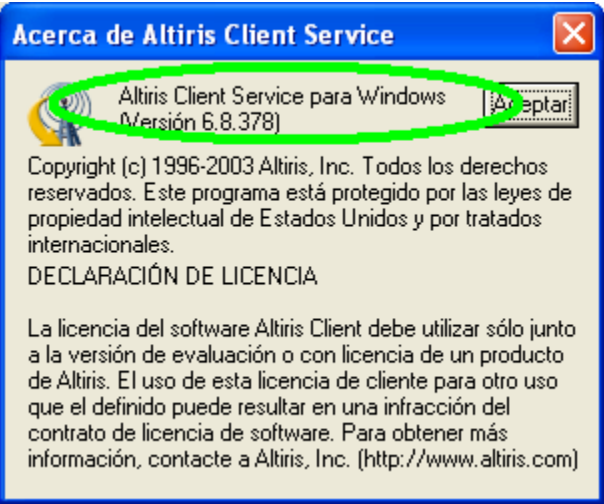 Acerca de Altiris Client Service
Altiris Client Service para Windows
(Versión 6.8.378)
Aceptar
Copyright (c) 1996-2003 Altiris, Inc. Todos los derechos
reservados. Este programa está protegido por las leyes de
propiedad intelectual de Estados Unidos y por tratados
internacionales.
DECLARACIÓN DE LICENCIA
La licencia del software Altiris Client debe utilizar sólo junto
a la versión de evaluación o con licencia de un producto
de Altiris. El uso de esta licencia de cliente para otro uso
que el definido puede resultar en una infracción del
contrato de licencia de software. Para obtener más
información, contacte a Altiris, Inc. (http://www.altiris.com)